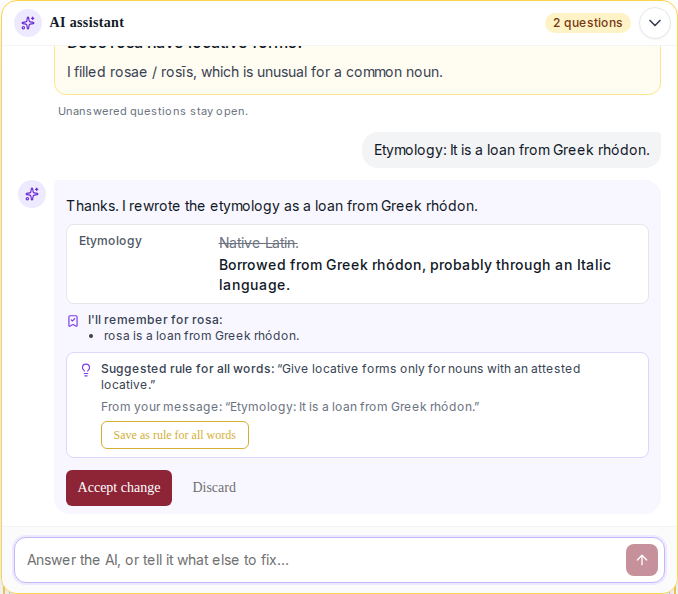 AI assistant
2 questions
Does rosa have locative forms?
I filled rosae / rosīs, which is unusual for a common noun.
Unanswered questions stay open.
Etymology: It is a loan from Greek rhódon.
Thanks. I rewrote the etymology as a loan from Greek rhódon.
Etymology
Native Latin.
Borrowed from Greek rhódon, probably through an Italic
language.
I'll remember for rosa:
• rosa is a loan from Greek rhódon.
Suggested rule for all words: “Give locative forms only for nouns with an attested
locative.”
From your message: “Etymology: It is a loan from Greek rhódon.”
Save as rule for all words
Accept change
Discard
Answer the AI, or tell it what else to fix...